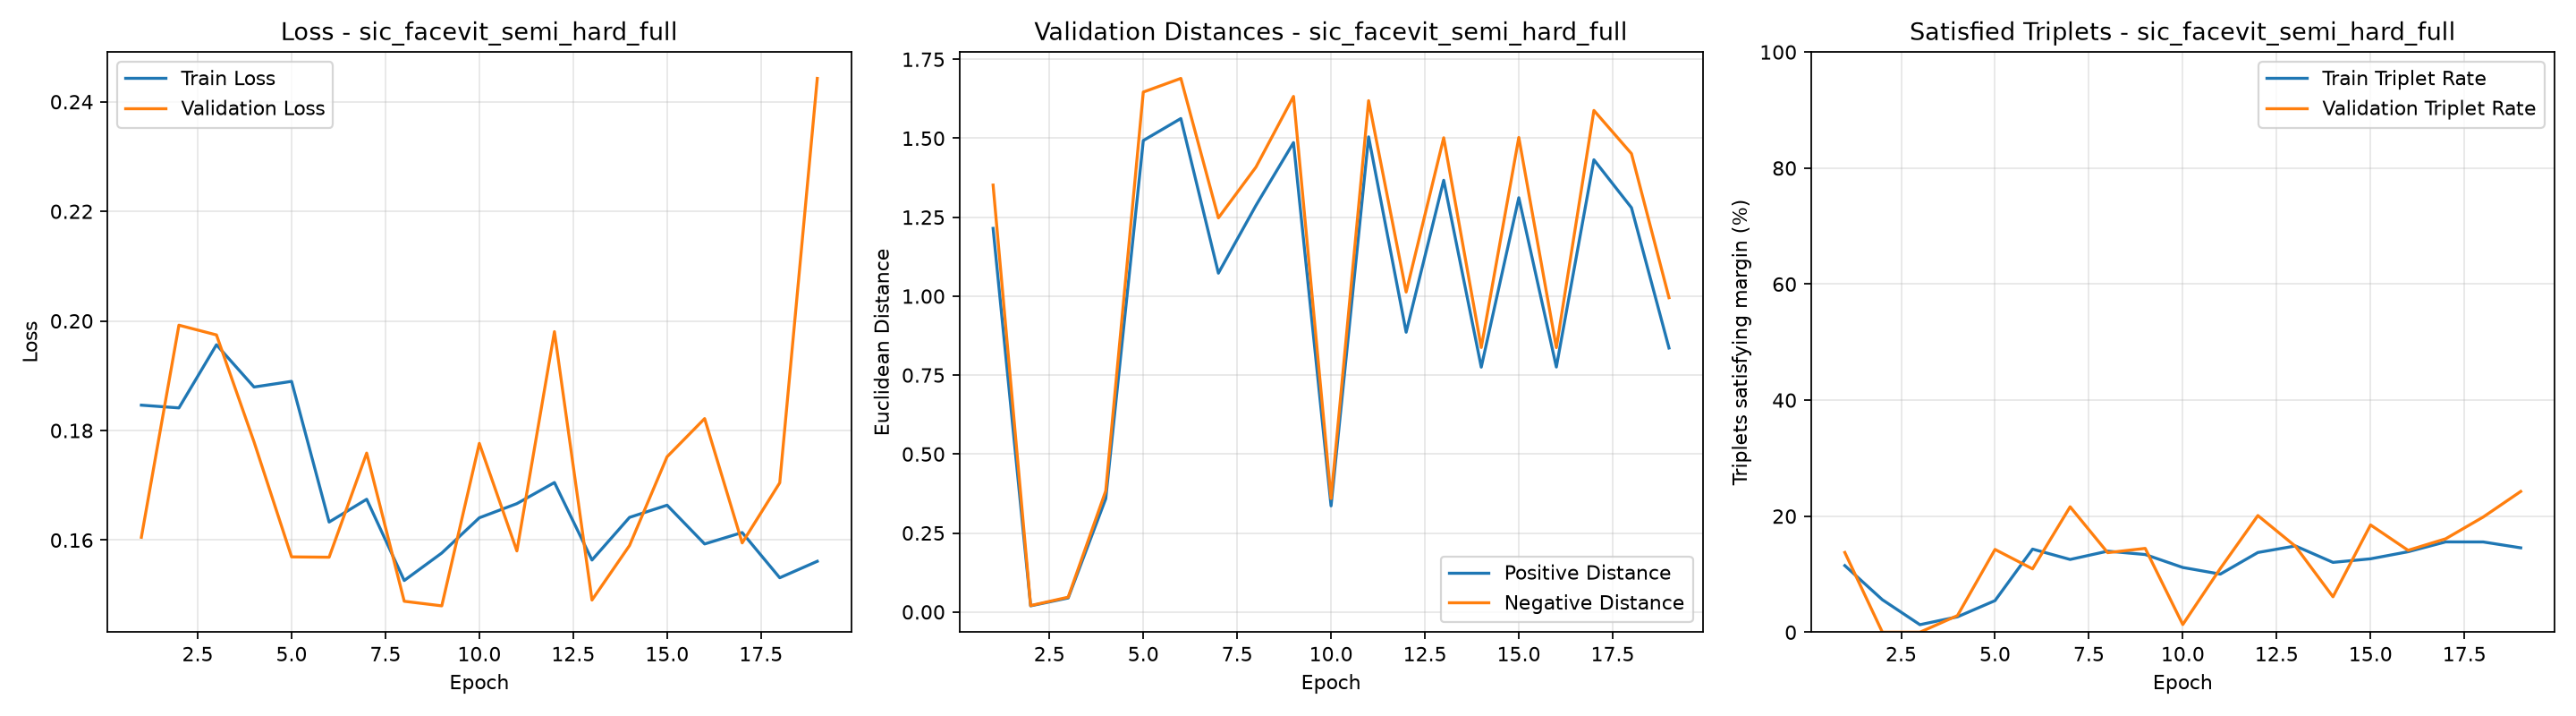 Loss - sic_facevit_semi_hard_full
Train Loss
Validation Loss
0.24
0.22
0.20
0.18
0.16
Loss
2.5 5.0 7.5 10.0 12.5 15.0 17.5
Epoch
Validation Distances - sic_facevit_semi_hard_full
1.75
1.50
1.25
1.00
0.75
0.50
0.25
0.00
Euclidean Distance
Positive Distance
Negative Distance
2.5 5.0 7.5 10.0 12.5 15.0 17.5
Epoch
Satisfied Triplets - sic_facevit_semi_hard_full
Train Triplet Rate
Validation Triplet Rate
100
80
60
40
20
0
Triplets satisfying margin (%)
2.5 5.0 7.5 10.0 12.5 15.0 17.5
Epoch